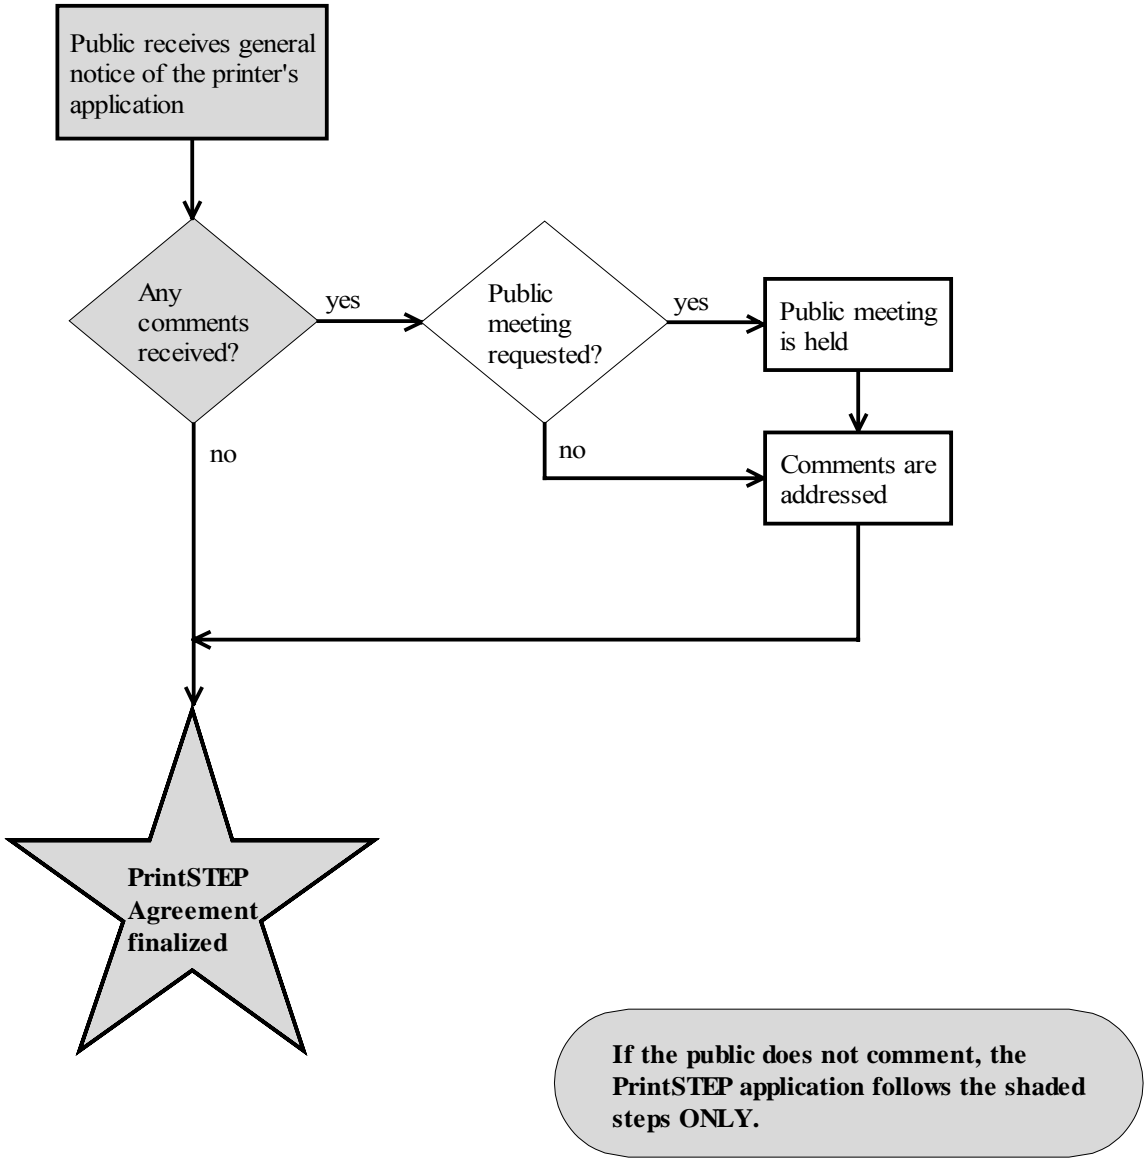 Public receives general
notice of the printer's
application
Any
comments
received?
yes
Public
meeting
requested?
yes
Public meeting
is held
no
no
Comments are
addressed
PrintSTEP
Agreement
finalized
If the public does not comment, the
PrintSTEP application follows the shaded
steps ONLY.